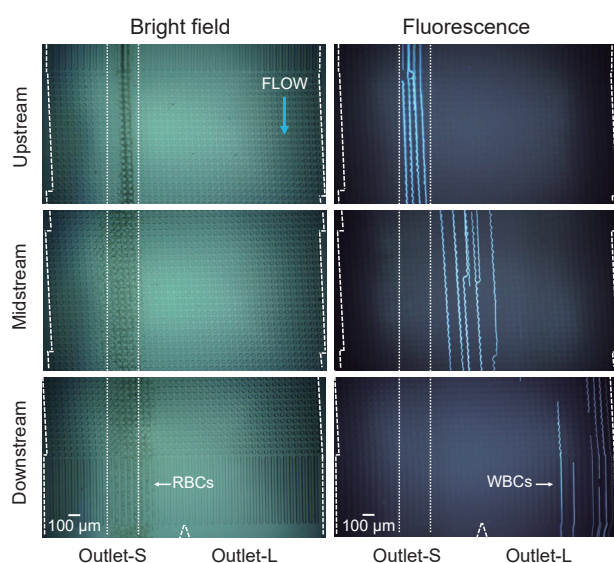 Bright field
Fluorescence
Upstream
FLOW
Midstream
Downstream
RBCs
WBCs
100 µm
100 µm
Outlet-S
Outlet-L
Outlet-S
Outlet-L